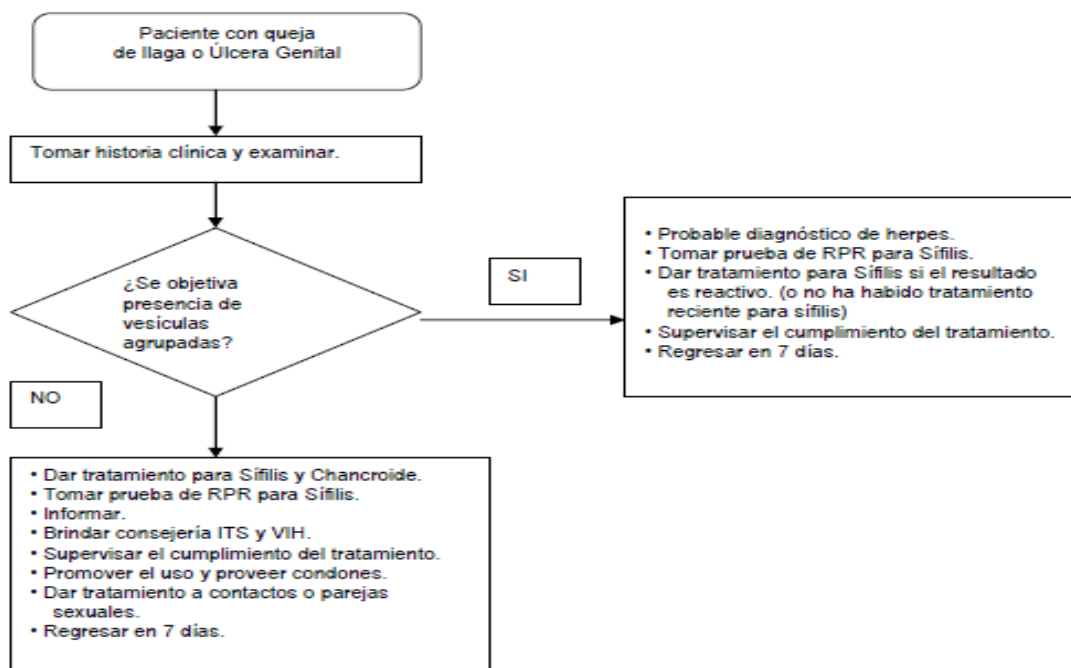 Paciente con queja
de llaga o Úlcera Genital
Tomar historia clínica y examinar.
¿Se objetiva
presencia de
vesículas
agrupadas?
SI
• Probable diagnóstico de herpes.
• Tomar prueba de RPR para Sífilis.
• Dar tratamiento para Sífilis si el resultado
es reactivo. (o no ha habido tratamiento
reciente para sífilis)
• Supervisar el cumplimiento del tratamiento.
• Regresar en 7 días.
NO
• Dar tratamiento para Sífilis y Chancroide.
• Tomar prueba de RPR para Sífilis.
• Informar.
• Brindar consejería ITS y VIH.
• Supervisar el cumplimiento del tratamiento.
• Promover el uso y proveer condones.
• Dar tratamiento a contactos o parejas
sexuales.
• Regresar en 7 días.